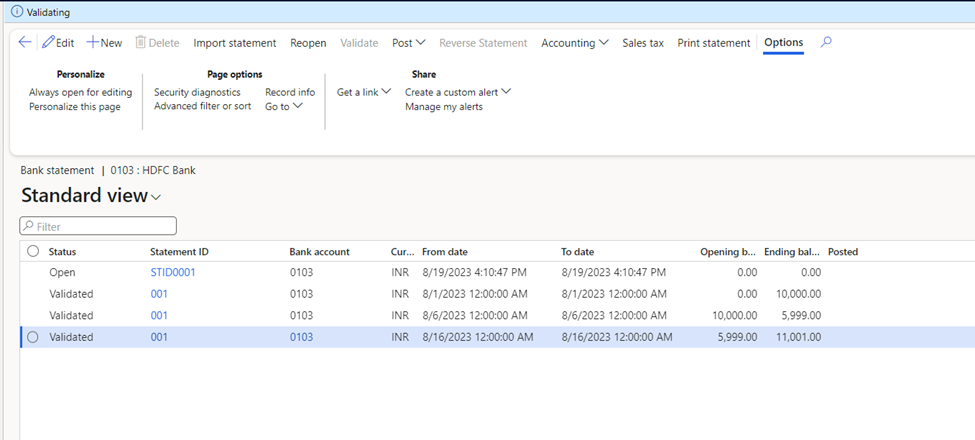 Validating
Edit New Delete Import statement Reopen Validate Post Reverse Statement Accounting Sales tax Print statement Options
Personalize Page options Share
Always open for editing Security diagnostics Record info Get a link Create a custom alert
Personalize this page Advanced filter or sort Go to Manage my alerts
Bank statement | 0103 : HDFC Bank
Standard view
Filter
Status Statement ID Bank account Cur... From date To date Opening b... Ending bal... Posted
Open STID0001 0103 INR 8/19/2023 4:10:47 PM 8/19/2023 4:10:47 PM 0.00 0.00
Validated 001 0103 INR 8/1/2023 12:00:00 AM 8/1/2023 12:00:00 AM 0.00 10,000.00
Validated 001 0103 INR 8/6/2023 12:00:00 AM 8/6/2023 12:00:00 AM 10,000.00 5,999.00
Validated 001 0103 INR 8/16/2023 12:00:00 AM 8/16/2023 12:00:00 AM 5,999.00 11,001.00